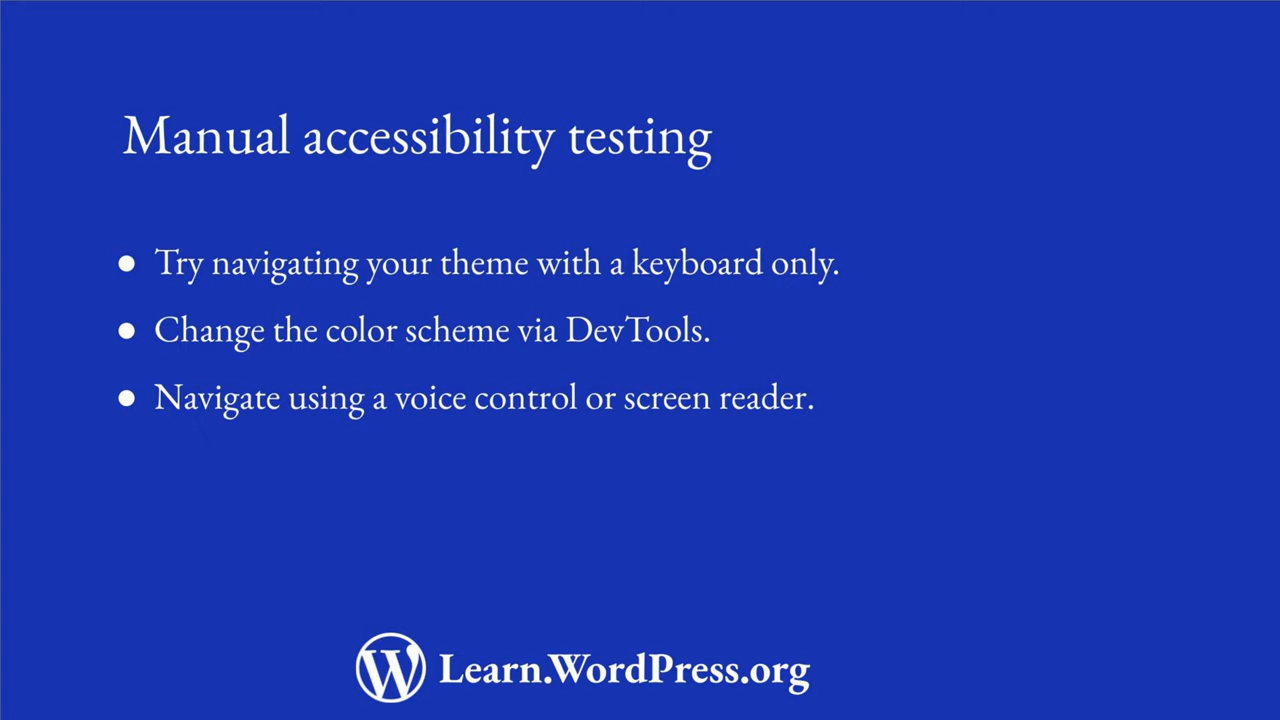 Manual accessibility testing
● Try navigating your theme with a keyboard only.
● Change the color scheme via DevTools.
● Navigate using a voice control or screen reader.
Learn.WordPress.org